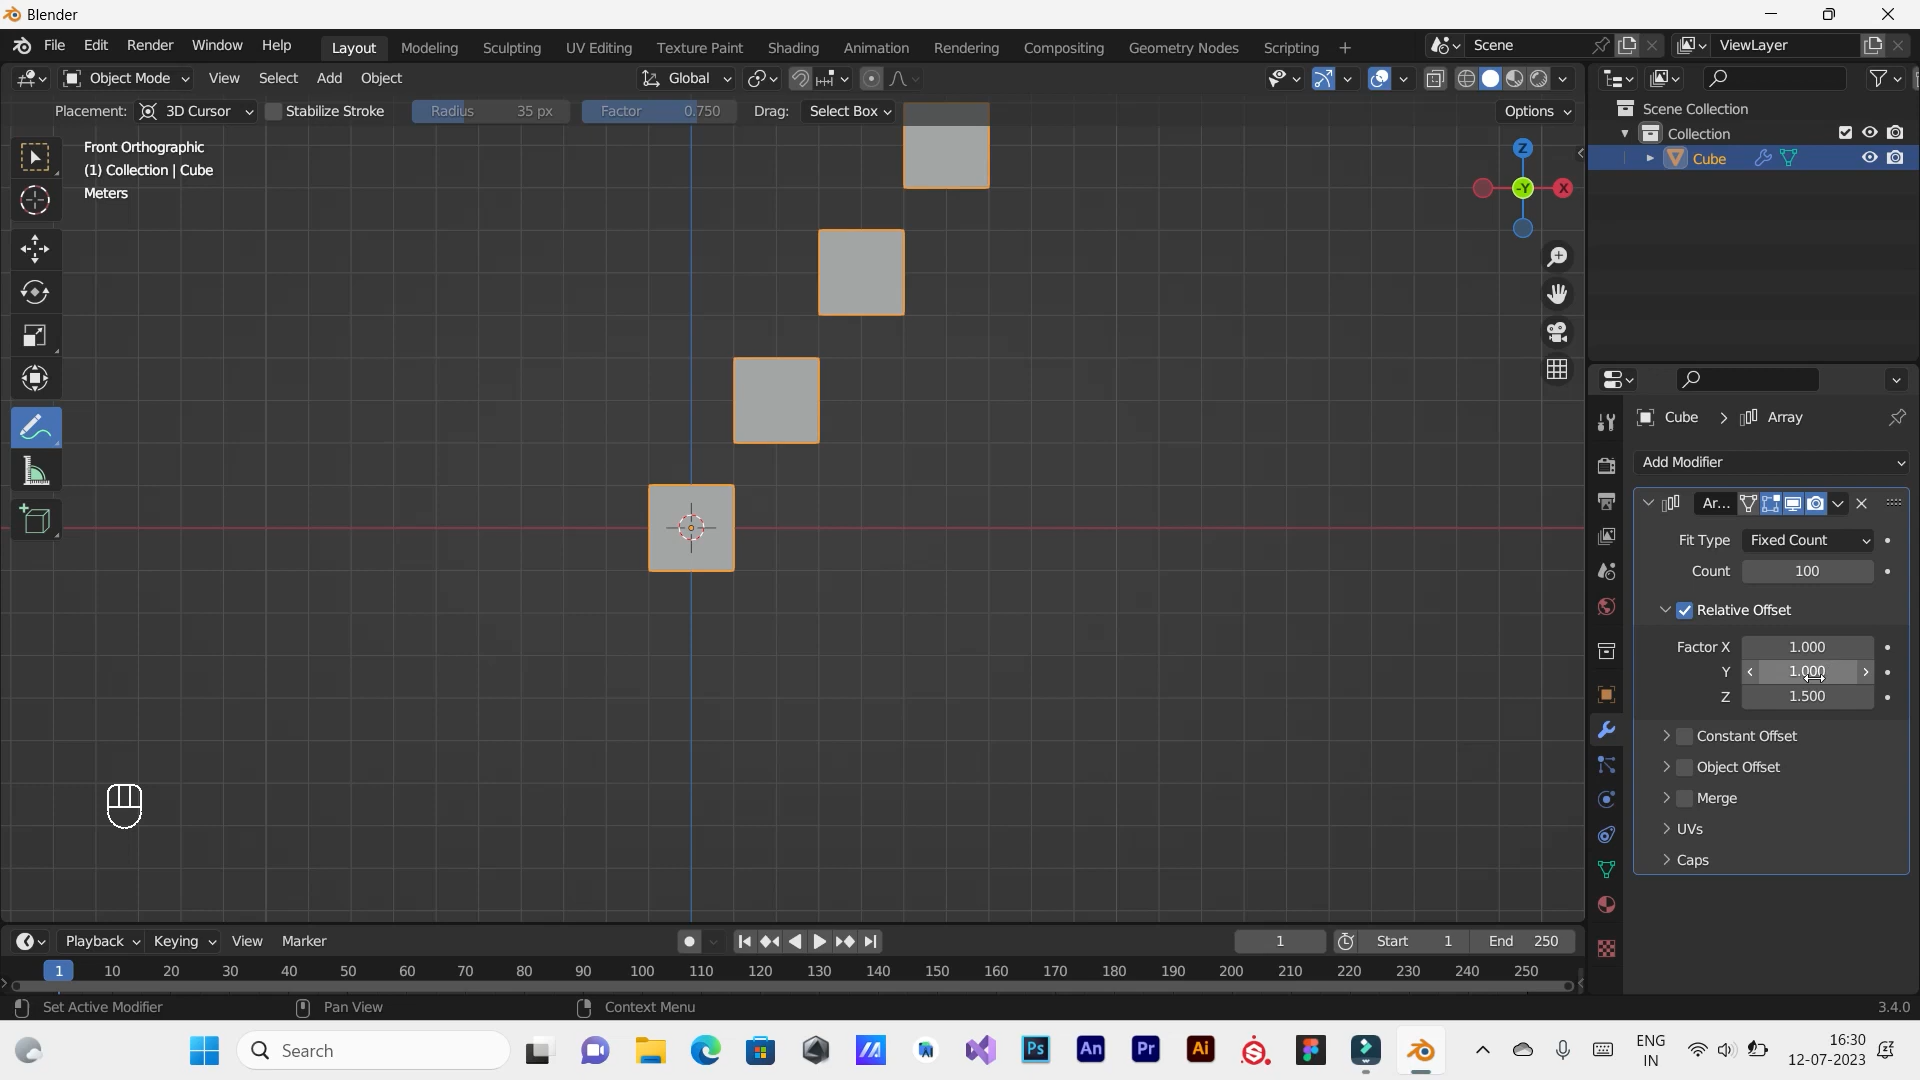 Blender
File Edit Render Window Help
Layout Modeling Sculpting UV Editing Texture Paint Shading Animation Rendering Compositing Geometry Nodes Scripting
Scene ViewLayer
Object Mode View Select Add Object Global
Placement: 3D Cursor Stabilize Stroke Radius 35 px Factor 0.750 Drag: Select Box Options
Front Orthographic
(1) Collection | Cube
Meters
Z
-Y
X
Scene Collection
Collection
Cube
Cube > Array
Add Modifier
Ar...
Fit Type Fixed Count
Count 100
Relative Offset
Factor X 1.000
Y 1.000
Z 1.500
Constant Offset
Object Offset
Merge
UVs
Caps
Playback Keying View Marker 1 Start 1 End 250
1 10 20 30 40 50 60 70 80 90 100 110 120 130 140 150 160 170 180 190 200 210 220 230 240 250
Set Active Modifier Pan View Context Menu 3.4.0
Search Ps An Pr Ai ENG IN 16:30 12-07-2023